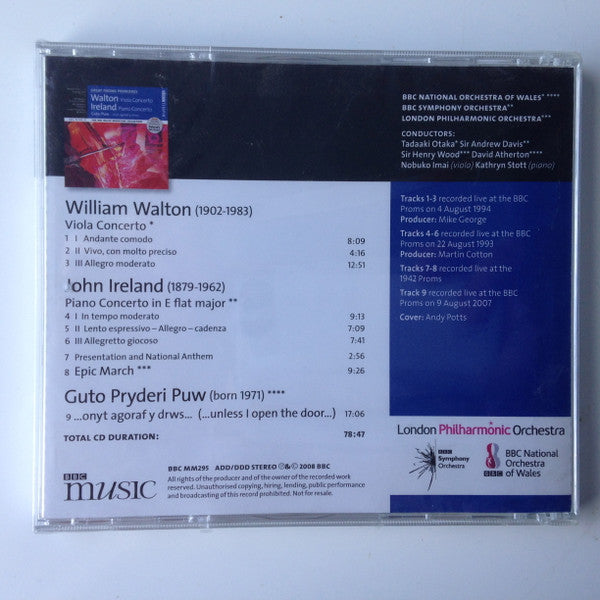 GREAT PROMS PREMIERES
Walton Viola Concerto
Ireland Piano Concerto
Guto Puw
BBC NATIONAL ORCHESTRA OF WALES* ****
BBC SYMPHONY ORCHESTRA**
LONDON PHILHARMONIC ORCHESTRA***
CONDUCTORS:
Tadaaki Otaka* Sir Andrew Davis**
Sir Henry Wood*** David Atherton****
Nobuko Imai (viola) Kathryn Stott (piano)
William Walton (1902-1983)
Viola Concerto *
1 I Andante comodo 8:09
2 II Vivo, con molto preciso 4:16
3 III Allegro moderato 12:51
John Ireland (1879-1962)
Piano Concerto in E flat major **
4 I In tempo moderato 9:13
5 II Lento espressivo – Allegro – cadenza 7:09
6 III Allegretto giocoso 7:41
7 Presentation and National Anthem 2:56
8 Epic March *** 9:26
Guto Pryderi Puw (born 1971) ****
9 ...onyt agoraf y drws... (...unless I open the door...) 17:06
TOTAL CD DURATION: 78:47
Tracks 1-3 recorded live at the BBC
Proms on 4 August 1994
Producer: Mike George
Tracks 4-6 recorded live at the BBC
Proms on 22 August 1993
Producer: Martin Cotton
Tracks 7-8 recorded live at the
1942 Proms
Track 9 recorded live at the BBC
Proms on 9 August 2007
Cover: Andy Potts
London Philharmonic Orchestra
BBC
Symphony
Orchestra
BBC
BBC National
Orchestra
of Wales
BBC
music
BBC MM295 ADD/DDD STEREO ℗&© 2008 BBC
All rights of the producer and of the owner of the recorded work
reserved. Unauthorised copying, hiring, lending, public performance
and broadcasting of this record prohibited. Not for resale.